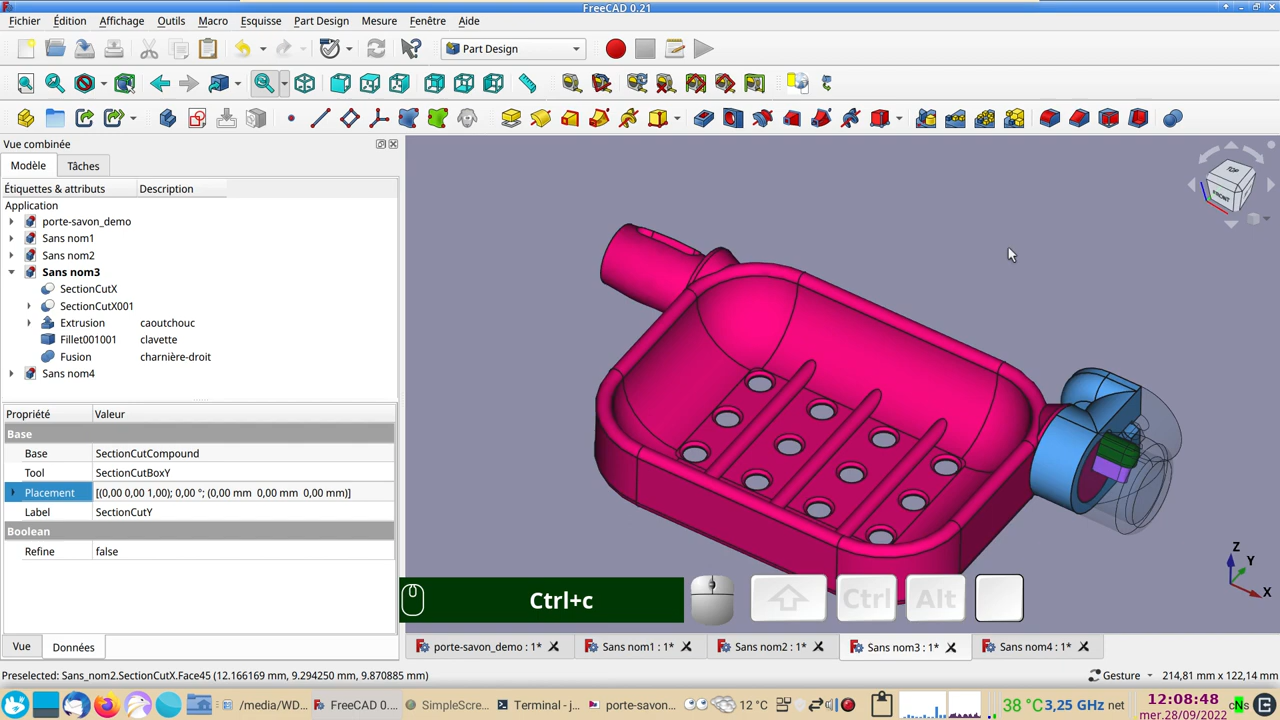 FreeCAD 0.21
Fichier Édition Affichage Outils Macro Esquisse Part Design Mesure Fenêtre Aide
Part Design
Vue combinée
Modèle Tâches
Étiquettes & attributs Description
Application
porte-savon_demo
Sans nom1
Sans nom2
Sans nom3
SectionCutX
SectionCutX001
Extrusion caoutchouc
Fillet001001 clavette
Fusion charnière-droit
Sans nom4
Propriété Valeur
Base
Base SectionCutCompound
Tool SectionCutBoxY
Placement [(0,00 0,00 1,00); 0,00 °; (0,00 mm 0,00 mm 0,00 mm)]
Label SectionCutY
Boolean
Refine false
TOP
FRONT
Z
Y
X
Ctrl+c
Ctrl
Alt
Vue Données
porte-savon_demo : 1* Sans nom1 : 1* Sans nom2 : 1* Sans nom3 : 1* Sans nom4 : 1*
Preselected: Sans_nom2.SectionCutX.Face45 (12.166169 mm, 9.294250 mm, 9.870885 mm)
Gesture 214,81 mm x 122,14 mm
/media/WD... FreeCAD 0.... SimpleScre... Terminal - j... porte-savon... 12 °C 38 °C 3,25 GHz net 12:08:48 cNs
mer.28/09/2022